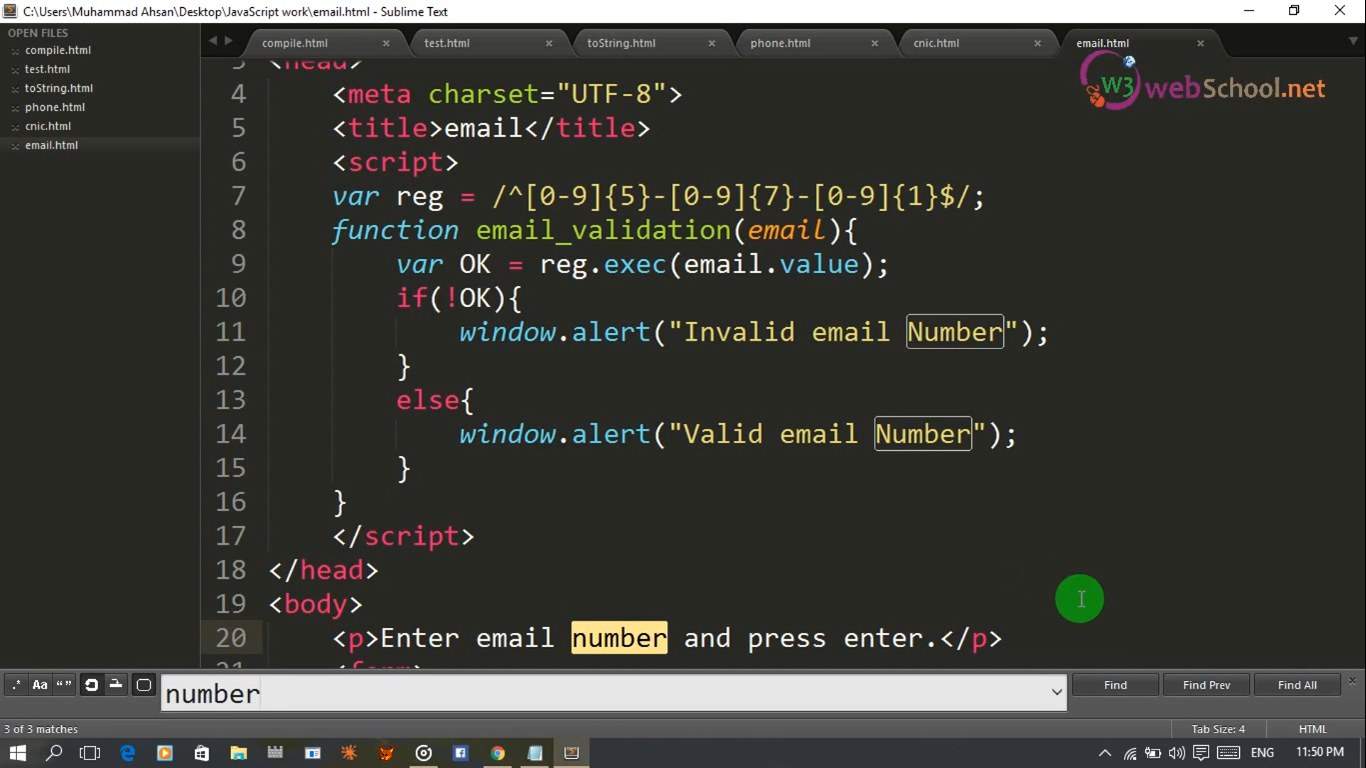 C:\Users\Muhammad Ahsan\Desktop\JavaScript work\email.html - Sublime Text
OPEN FILES
compile.html
test.html
toString.html
phone.html
cnic.html
email.html
compile.html
test.html
toString.html
phone.html
cnic.html
email.html
W3 webSchool.net
3 <head>
4 <meta charset="UTF-8">
5 <title>email</title>
6 <script>
7 var reg = /^[0-9]{5}-[0-9]{7}-[0-9]{1}$/;
8 function email_validation(email){
9 var OK = reg.exec(email.value);
10 if(!OK){
11 window.alert("Invalid email Number");
12 }
13 else{
14 window.alert("Valid email Number");
15 }
16 }
17 </script>
18 </head>
19 <body>
20 <p>Enter email number and press enter.</p>
21 <form>
.* Aa “”
number
Find
Find Prev
Find All
3 of 3 matches
Tab Size: 4
HTML
ENG
11:50 PM